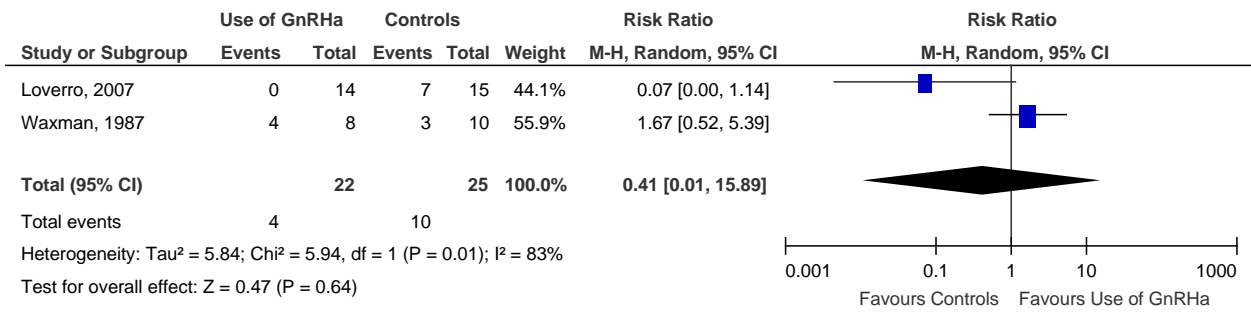 Use of GnRHa Controls Risk Ratio Risk Ratio
Study or Subgroup Events Total Events Total Weight M-H, Random, 95% CI M-H, Random, 95% CI
Loverro, 2007 0 14 7 15 44.1% 0.07 [0.00, 1.14]
Waxman, 1987 4 8 3 10 55.9% 1.67 [0.52, 5.39]
Total (95% CI) 22 25 100.0% 0.41 [0.01, 15.89]
Total events 4 10
Heterogeneity: Tau² = 5.84; Chi² = 5.94, df = 1 (P = 0.01); I² = 83%
Test for overall effect: Z = 0.47 (P = 0.64)
0.001 0.1 1 10 1000
Favours Controls Favours Use of GnRHa